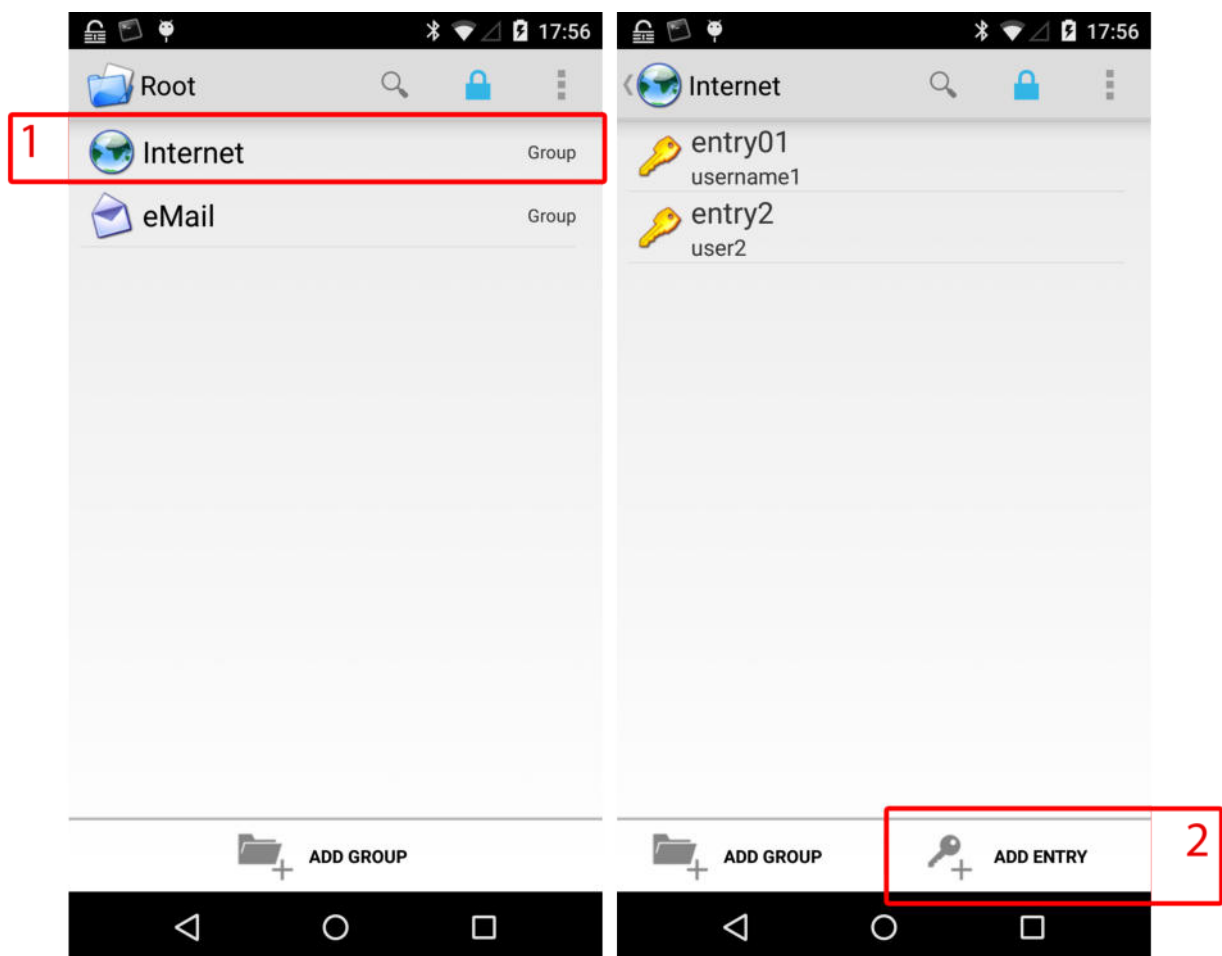 17:56
Root
1
Internet Group
eMail Group
ADD GROUP
17:56
Internet
entry01
username1
entry2
user2
ADD GROUP
ADD ENTRY
2